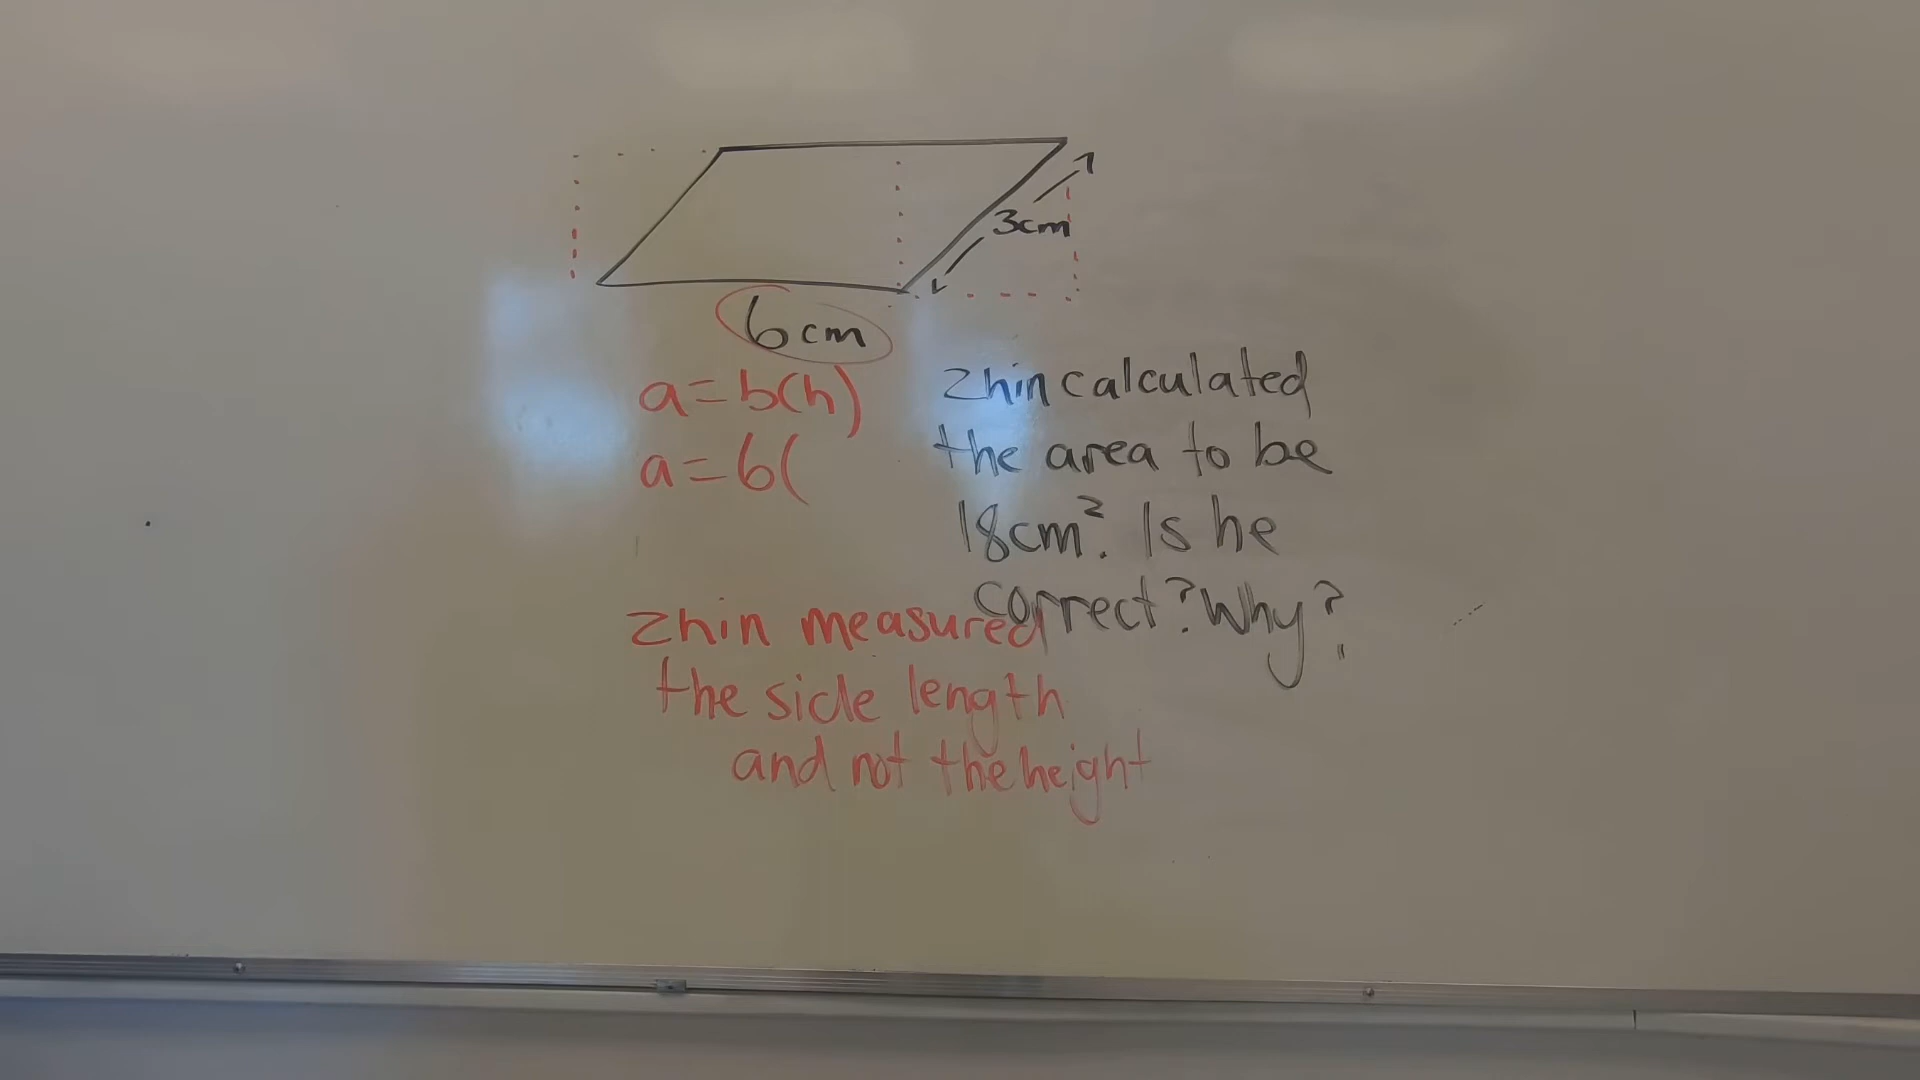 3cm
6cm
a=b(h)
a=6(
Zhin calculated
the area to be
18cm². Is he
correct? Why?
Zhin measured
the side length
and not the height